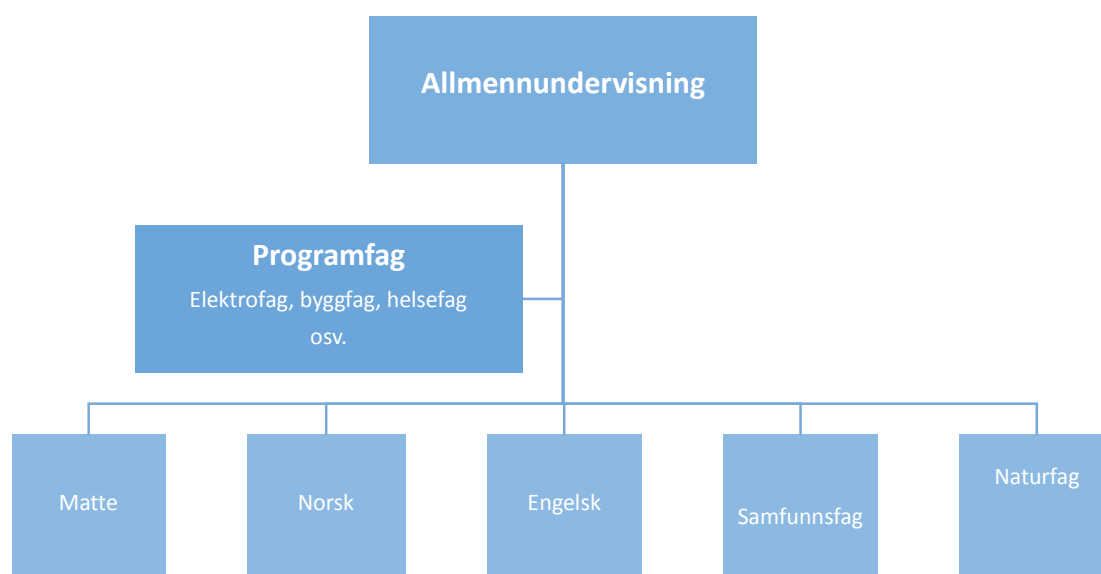 Allmennundervisning
Programfag
Elektrofag, byggfag, helsefag
osv.
Matte
Norsk
Engelsk
Samfunnsfag
Naturfag